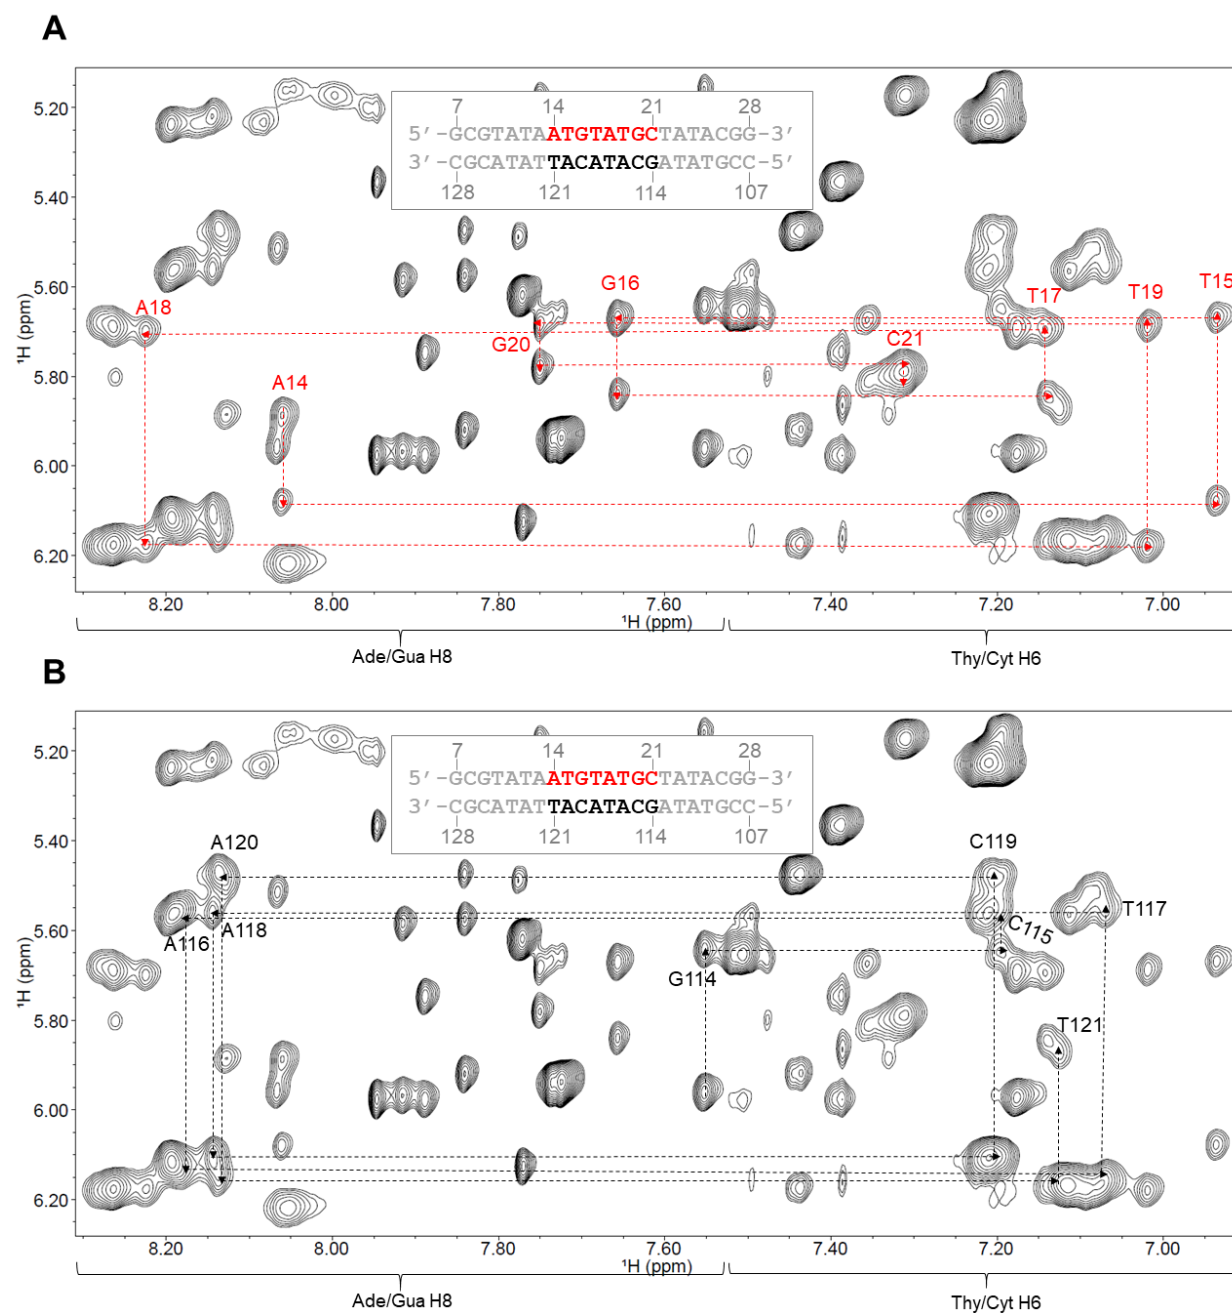 A
7 14 21 28
5′-GCGTATAATGTATGCTATACGG-3′
3′-CGCATATTACATACGATATGCC-5′
128 121 114 107
5.20
5.40
5.60
5.80
6.00
6.20
¹H (ppm)
A18
A14
G20
G16
C21
T17
T19
T15
8.20 8.00 7.80 7.60 7.40 7.20 7.00
¹H (ppm)
Ade/Gua H8
Thy/Cyt H6
B
7 14 21 28
5′-GCGTATAATGTATGCTATACGG-3′
3′-CGCATATTACATACGATATGCC-5′
128 121 114 107
5.20
5.40
5.60
5.80
6.00
6.20
¹H (ppm)
A120
A116
A118
C119
C115
T117
G114
T121
8.20 8.00 7.80 7.60 7.40 7.20 7.00
¹H (ppm)
Ade/Gua H8
Thy/Cyt H6